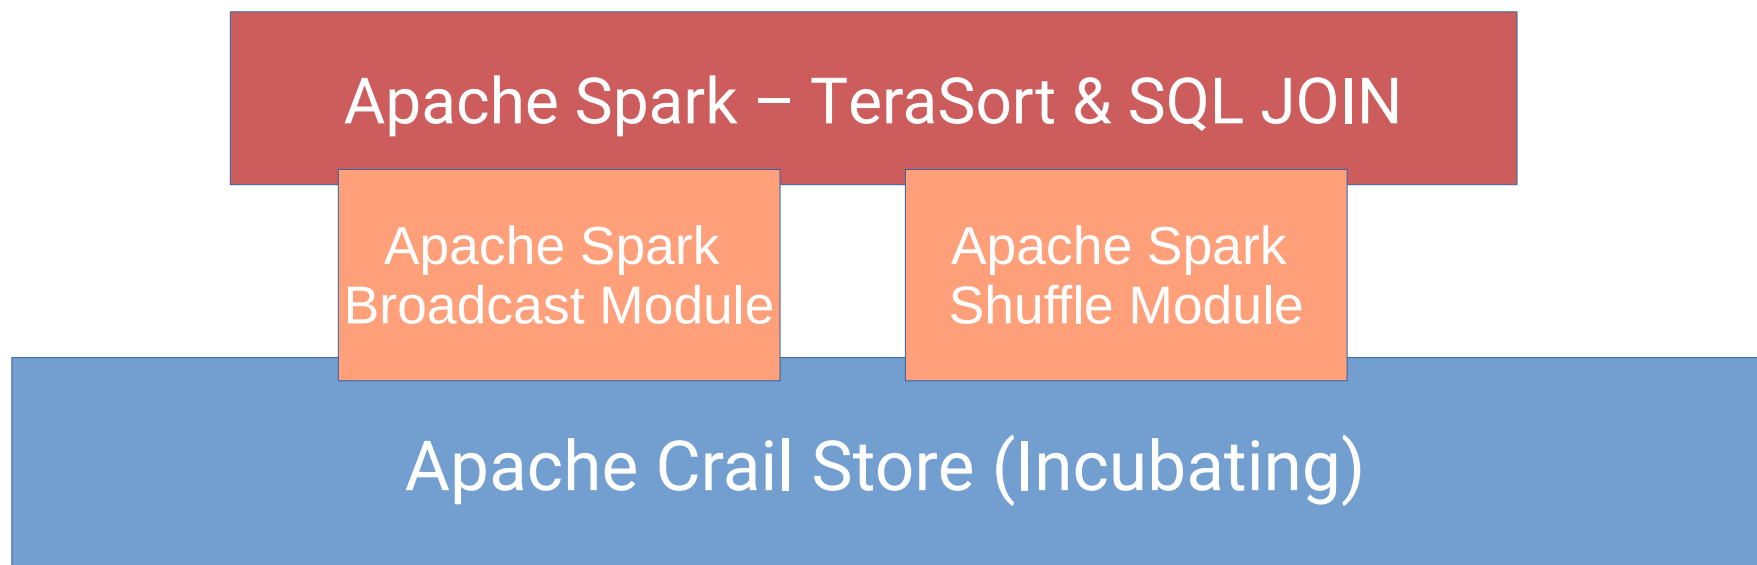 Apache Spark – TeraSort & SQL JOIN
Apache Spark
Broadcast Module
Apache Spark
Shuffle Module
Apache Crail Store (Incubating)